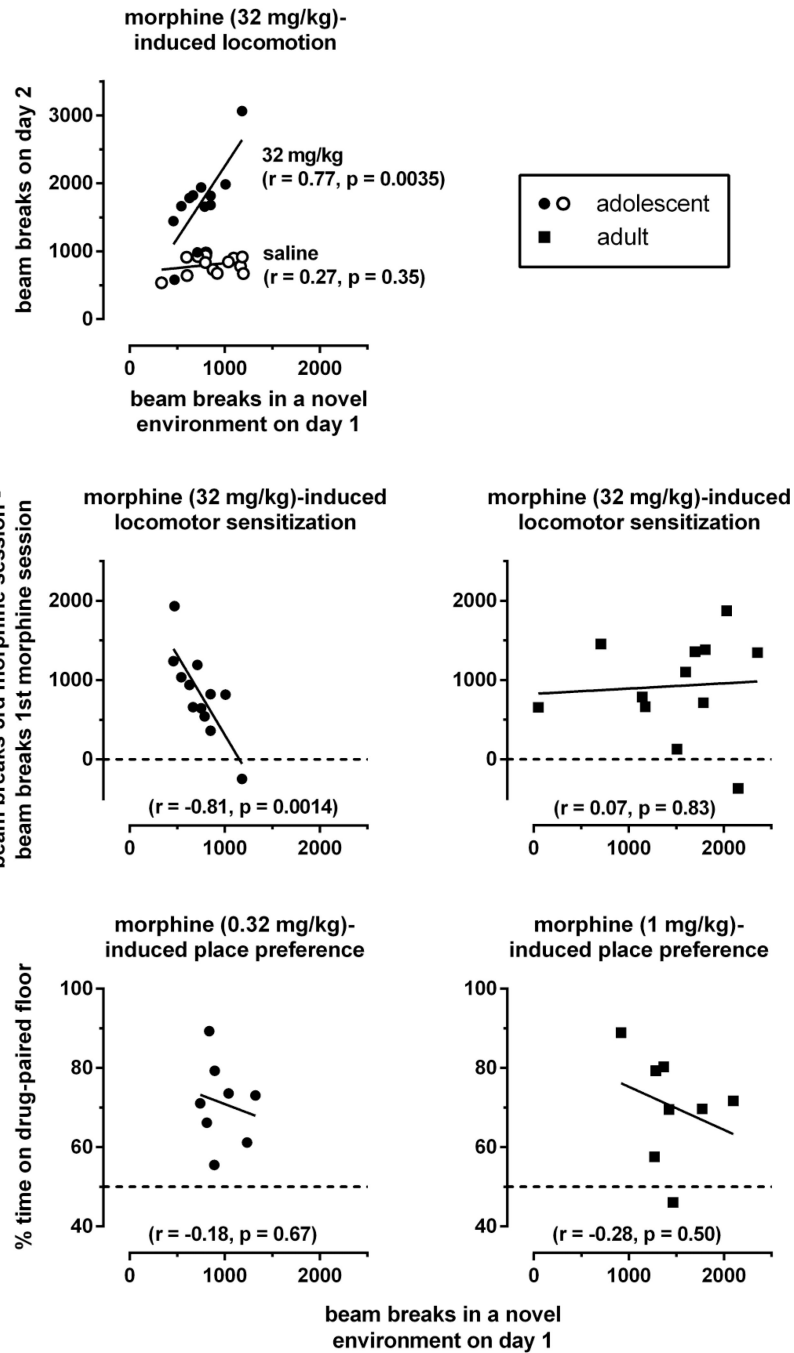 morphine (32 mg/kg)-
induced locomotion
beam breaks on day 2
3000
2000
1000
0
32 mg/kg
(r = 0.77, p = 0.0035)
saline
(r = 0.27, p = 0.35)
0 1000 2000
beam breaks in a novel
environment on day 1
adolescent
adult
morphine (32 mg/kg)-induced
locomotor sensitization
beam breaks 1st morphine session
2000
1000
0
(r = -0.81, p = 0.0014)
0 1000 2000
morphine (32 mg/kg)-induced
locomotor sensitization
2000
1000
0
(r = 0.07, p = 0.83)
0 1000 2000
morphine (0.32 mg/kg)-
induced place preference
% time on drug-paired floor
100
80
60
40
(r = -0.18, p = 0.67)
0 1000 2000
morphine (1 mg/kg)-
induced place preference
100
80
60
40
(r = -0.28, p = 0.50)
0 1000 2000
beam breaks in a novel
environment on day 1